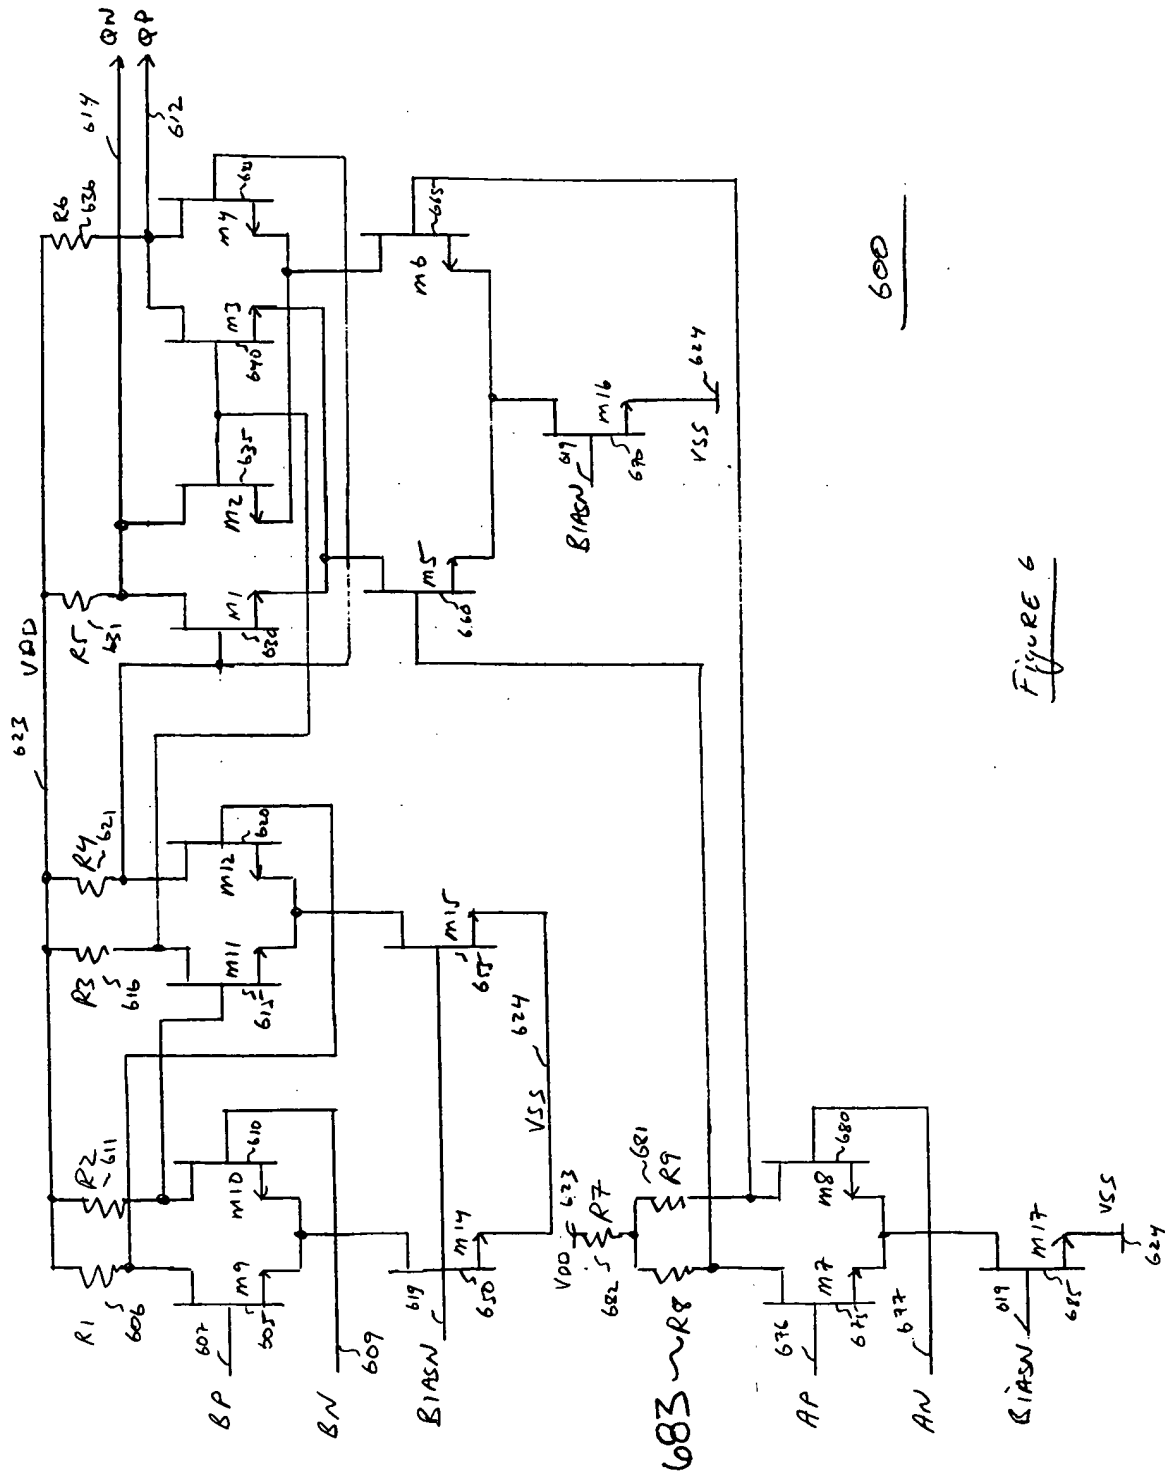 623
VDD
R1
606
R2
611
R3
616
R4
621
R5
631
R6
636
614
QN
612
QP
BP
607
M9
605
M10
610
BN
609
M11
615
M12
620
M1
630
M2
635
M3
640
M4
BIASN
619
M14
650
M15
655
VSS
624
M5
660
M6
665
BIASN
619
M16
670
VSS
624
VDD
623
682
R7
683
R8
681
R9
AP
676
M7
675
M8
680
AN
677
BIASN
619
M17
685
VSS
624
600
Figure 6